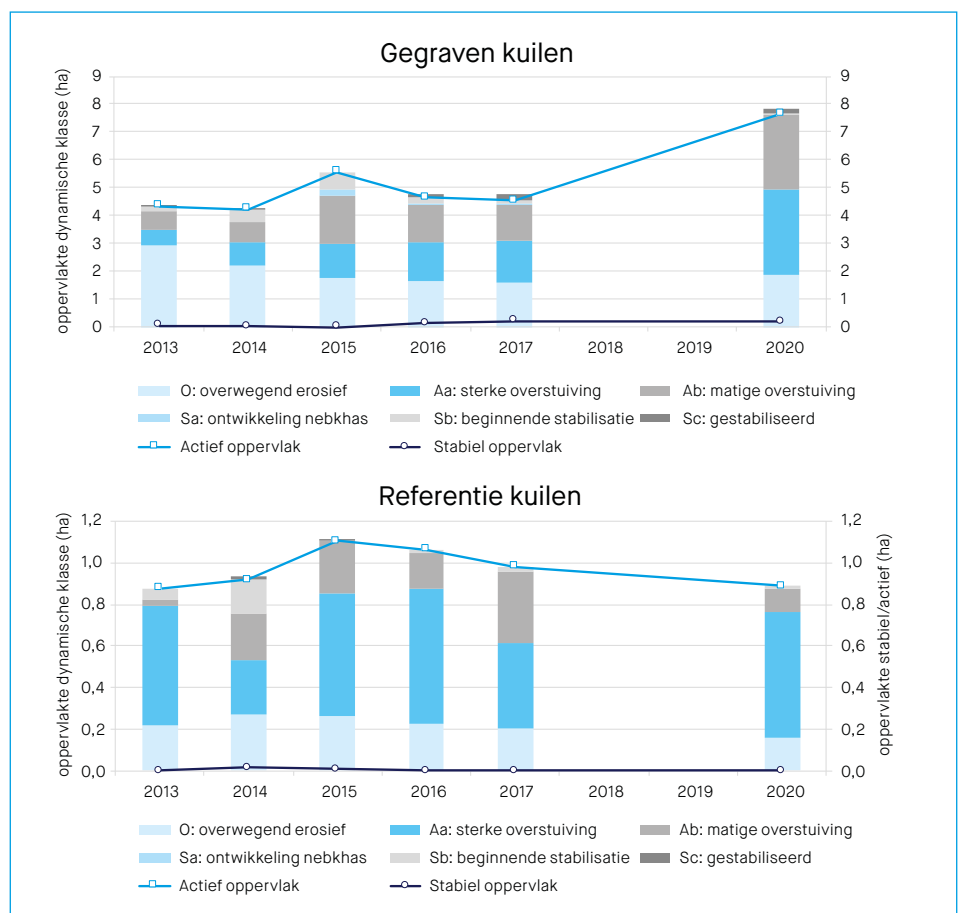 Gegraven kuilen
oppervlakte dynamische klasse (ha)
9
8
7
6
5
4
3
2
1
0
9
8
7
6
5
4
3
2
1
0
2013 2014 2015 2016 2017 2018 2019 2020
O: overwegend erosief Aa: sterke overstuiving Ab: matige overstuiving
Sa: ontwikkeling nebkhas Sb: beginnende stabilisatie Sc: gestabiliseerd
Actief oppervlak Stabiel oppervlak
Referentie kuilen
oppervlakte dynamische klasse (ha)
1,2
1,0
0,8
0,6
0,4
0,2
0,0
1,2
1,0
0,8
0,6
0,4
0,2
0,0
oppervlakte stabiel/actief (ha)
2013 2014 2015 2016 2017 2018 2019 2020
O: overwegend erosief Aa: sterke overstuiving Ab: matige overstuiving
Sa: ontwikkeling nebkhas Sb: beginnende stabilisatie Sc: gestabiliseerd
Actief oppervlak Stabiel oppervlak